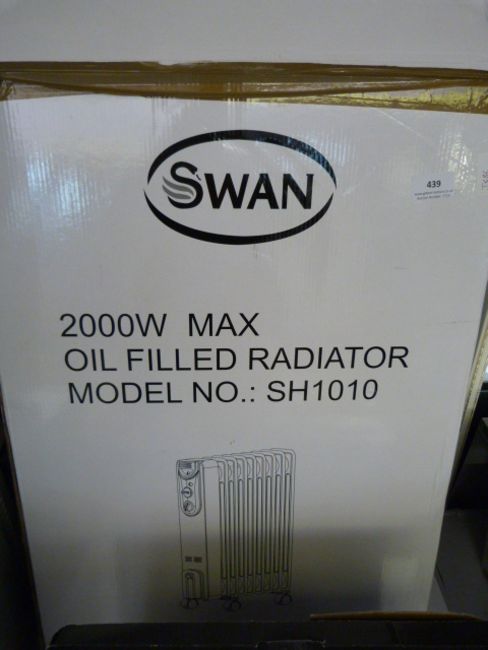 SWAN
439
2000W MAX
OIL FILLED RADIATOR
MODEL NO.: SH1010